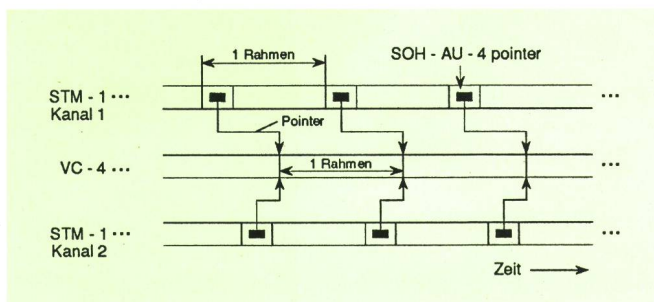 1 Rahmen
SOH - AU - 4 pointer
STM - 1 ···
Kanal 1
···
Pointer
VC - 4 ···
1 Rahmen
···
STM - 1 ···
Kanal 2
···
Zeit